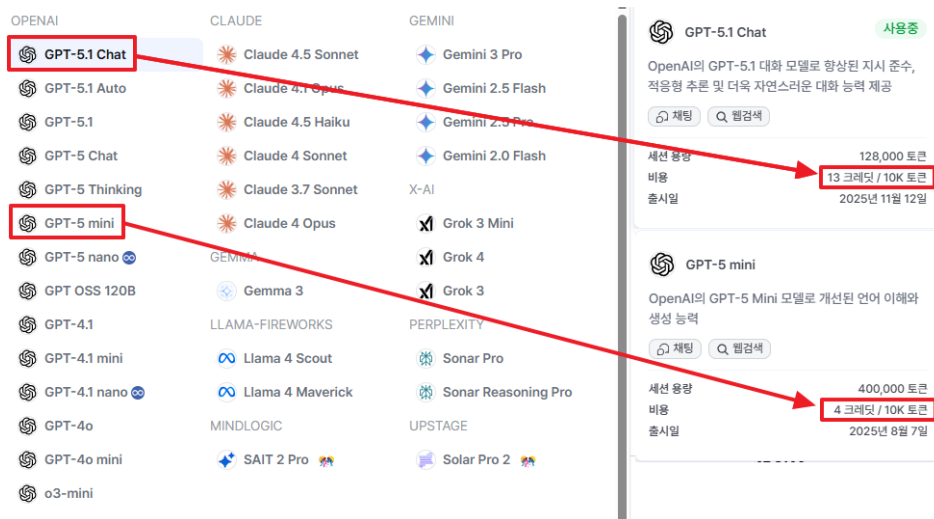 OPENAI
GPT-5.1 Chat
GPT-5.1 Auto
GPT-5.1
GPT-5 Chat
GPT-5 Thinking
GPT-5 mini
GPT-5 nano
GPT OSS 120B
GPT-4.1
GPT-4.1 mini
GPT-4.1 nano
GPT-4o
GPT-4o mini
o3-mini
CLAUDE
Claude 4.5 Sonnet
Claude 4.1 Opus
Claude 4.5 Haiku
Claude 4 Sonnet
Claude 3.7 Sonnet
Claude 4 Opus
GEMMA
Gemma 3
LLAMA-FIREWORKS
Llama 4 Scout
Llama 4 Maverick
MINDLOGIC
SAIT 2 Pro
GEMINI
Gemini 3 Pro
Gemini 2.5 Flash
Gemini 2.5 Pro
Gemini 2.0 Flash
X-AI
Grok 3 Mini
Grok 4
Grok 3
PERPLEXITY
Sonar Pro
Sonar Reasoning Pro
UPSTAGE
Solar Pro 2
GPT-5.1 Chat 사용중
OpenAI의 GPT-5.1 대화 모델로 향상된 지시 준수,
적응형 추론 및 더욱 자연스러운 대화 능력 제공
채팅 웹검색
세션 용량 128,000 토큰
비용 13 크레딧 / 10K 토큰
출시일 2025년 11월 12일
GPT-5 mini
OpenAI의 GPT-5 Mini 모델로 개선된 언어 이해와
생성 능력
채팅 웹검색
세션 용량 400,000 토큰
비용 4 크레딧 / 10K 토큰
출시일 2025년 8월 7일